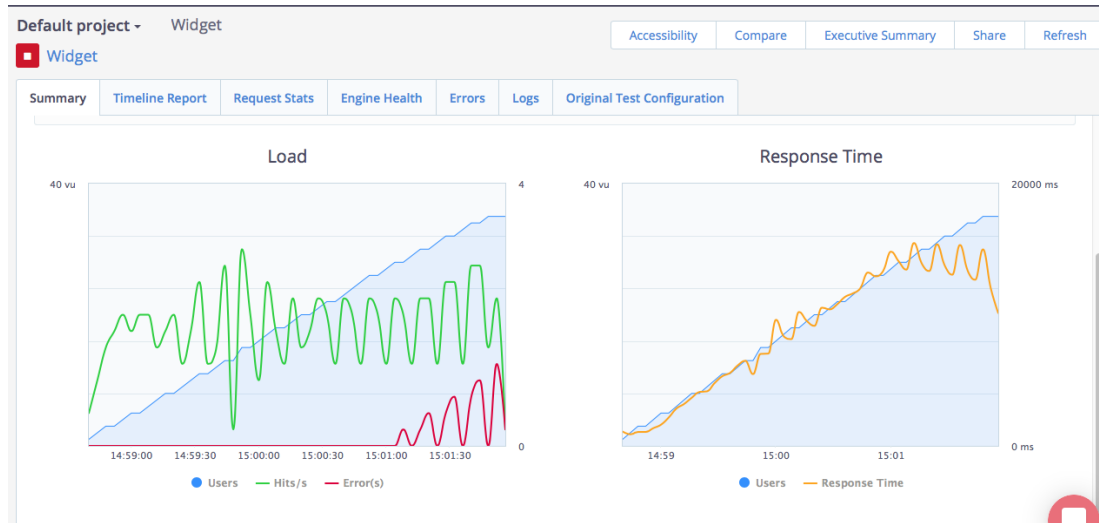 Default project
Widget
Accessibility
Compare
Executive Summary
Share
Refresh
Widget
Summary
Timeline Report
Request Stats
Engine Health
Errors
Logs
Original Test Configuration
Load
40 vu
4
0
14:59:00 14:59:30 15:00:00 15:00:30 15:01:00 15:01:30
Users Hits/s Error(s)
Response Time
40 vu
20000 ms
0 ms
14:59 15:00 15:01
Users Response Time